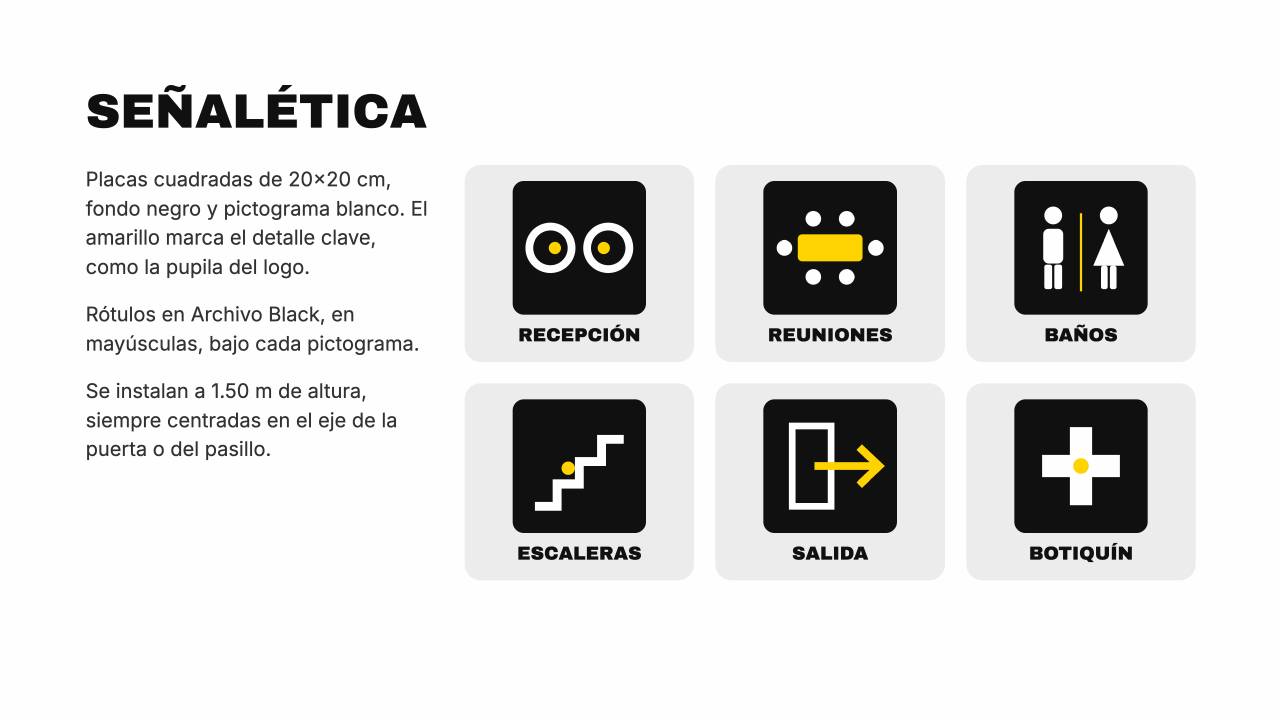 SEÑALÉTICA
Placas cuadradas de 20×20 cm,
fondo negro y pictograma blanco. El
amarillo marca el detalle clave,
como la pupila del logo.
Rótulos en Archivo Black, en
mayúsculas, bajo cada pictograma.
Se instalan a 1.50 m de altura,
siempre centradas en el eje de la
puerta o del pasillo.
RECEPCIÓN
REUNIONES
BAÑOS
ESCALERAS
SALIDA
BOTIQUÍN